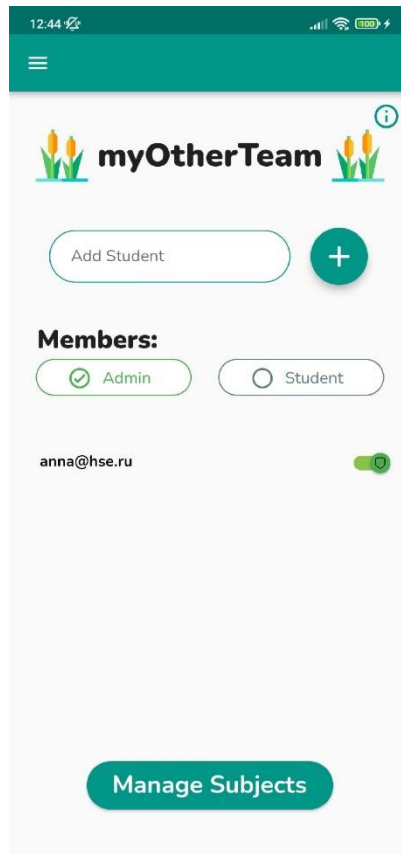 12:44
100
myOtherTeam
Add Student
Members:
Admin
Student
anna@hse.ru
Manage Subjects